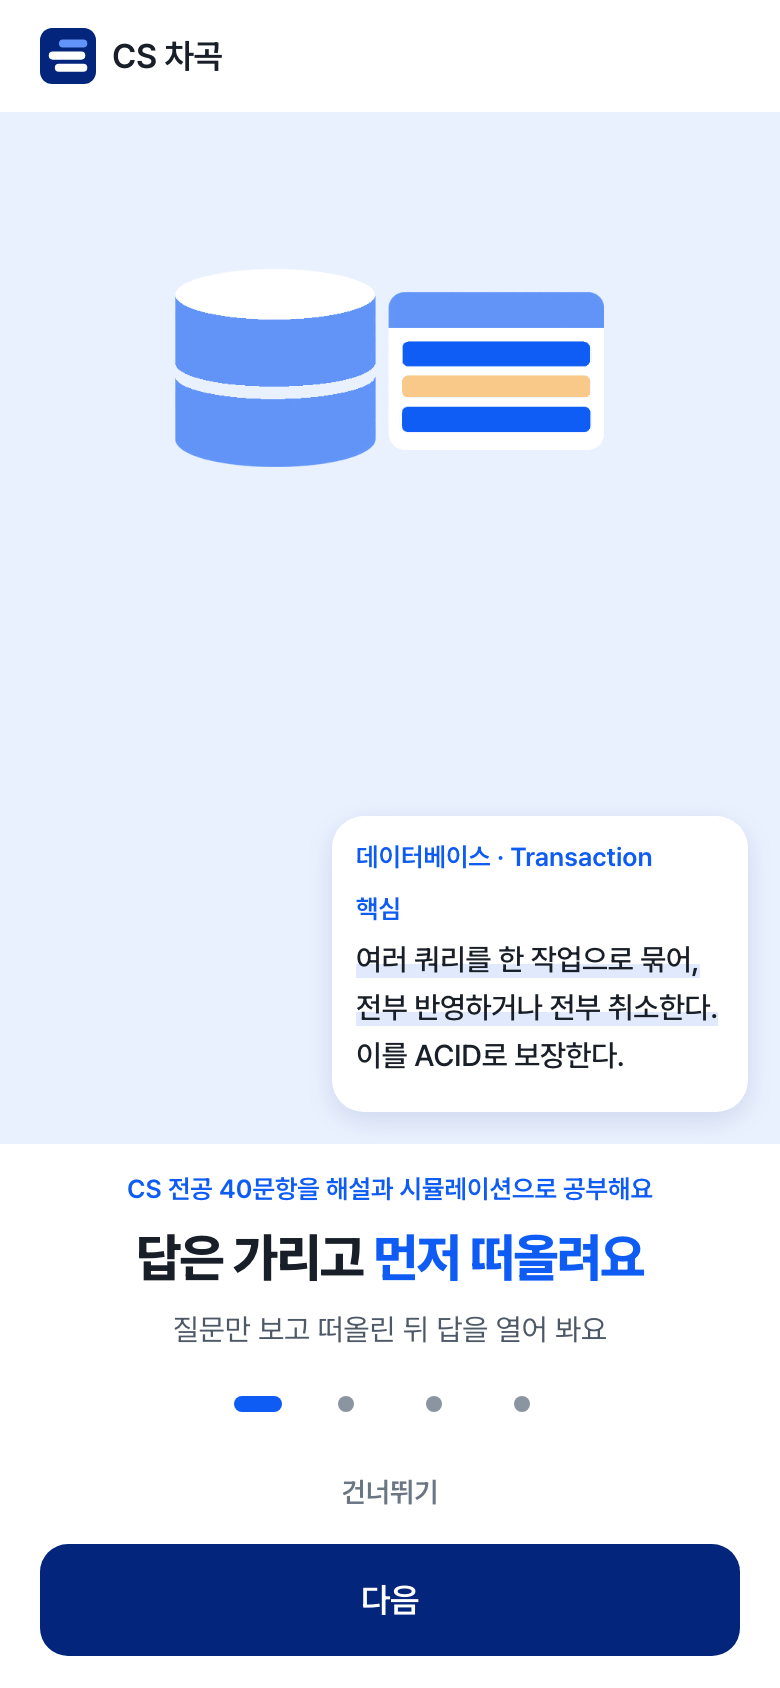 CS 차곡
데이터베이스 · Transaction
핵심
여러 쿼리를 한 작업으로 묶어,
전부 반영하거나 전부 취소한다.
이를 ACID로 보장한다.
CS 전공 40문항을 해설과 시뮬레이션으로 공부해요
답은 가리고 먼저 떠올려요
질문만 보고 떠올린 뒤 답을 열어 봐요
건너뛰기
다음